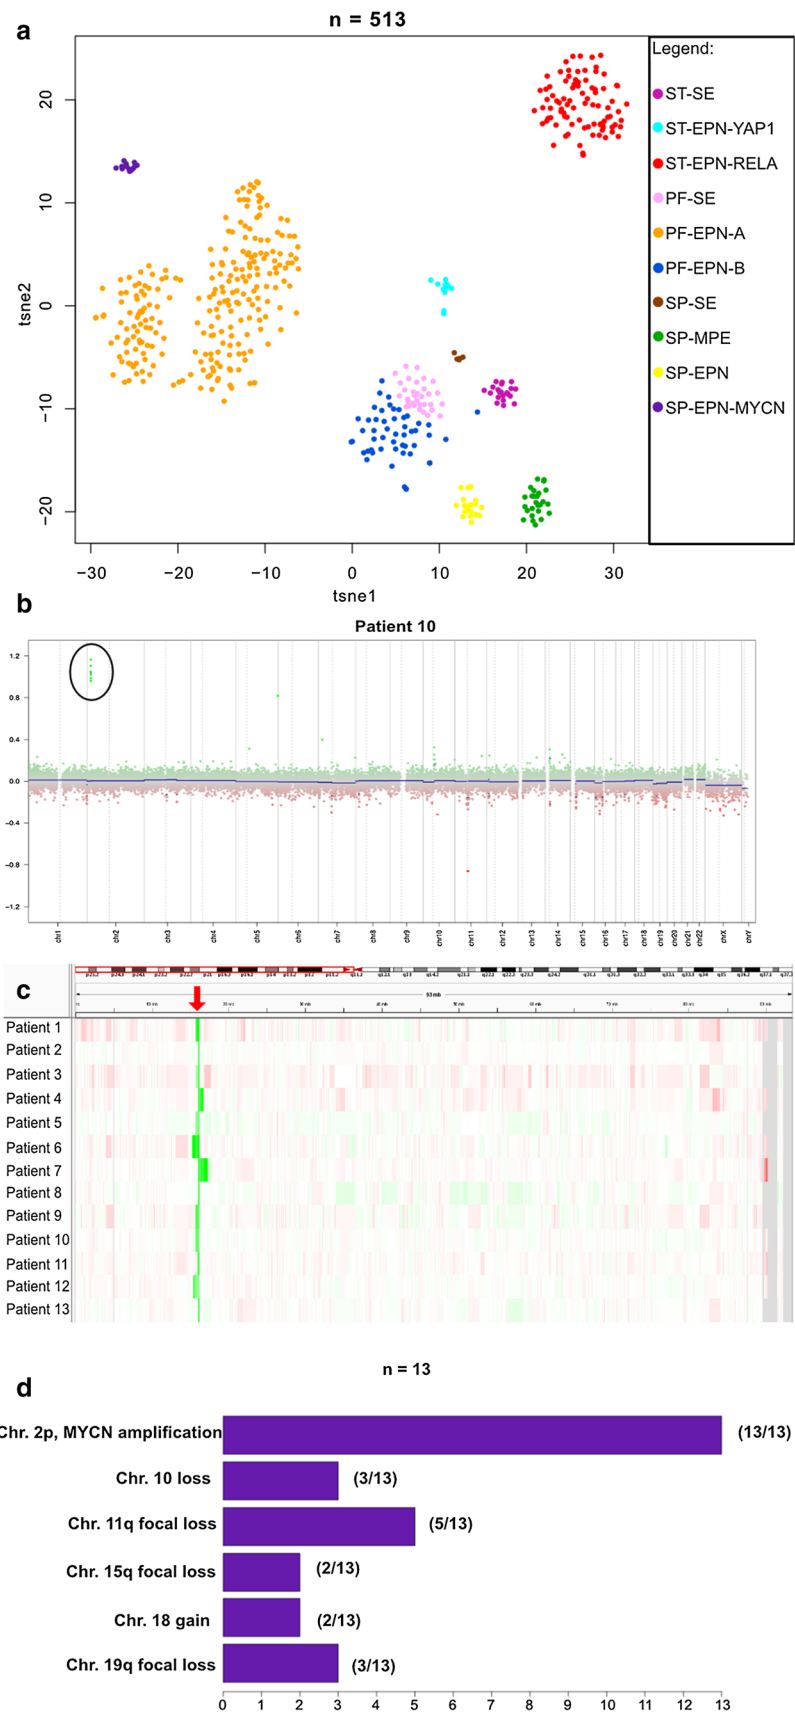 a
n = 513
tsne2
20
10
0
−10
−20
−30
−20
−10
0
10
20
30
tsne1
Legend:
ST-SE
ST-EPN-YAP1
ST-EPN-RELA
PF-SE
PF-EPN-A
PF-EPN-B
SP-SE
SP-MPE
SP-EPN
SP-EPN-MYCN
b
Patient 10
1.2
0.8
0.4
0.0
−0.4
−0.8
−1.2
chr1
chr2
chr3
chr4
chr5
chr6
chr7
chr8
chr9
chr10
chr11
chr12
chr13
chr14
chr15
chr16
chr17
chr18
chr19
chr20
chr21
chr22
chrX
chrY
c
93 mb
Patient 1
Patient 2
Patient 3
Patient 4
Patient 5
Patient 6
Patient 7
Patient 8
Patient 9
Patient 10
Patient 11
Patient 12
Patient 13
d
n = 13
Chr. 2p, MYCN amplification (13/13)
Chr. 10 loss (3/13)
Chr. 11q focal loss (5/13)
Chr. 15q focal loss (2/13)
Chr. 18 gain (2/13)
Chr. 19q focal loss (3/13)
0 1 2 3 4 5 6 7 8 9 10 11 12 13